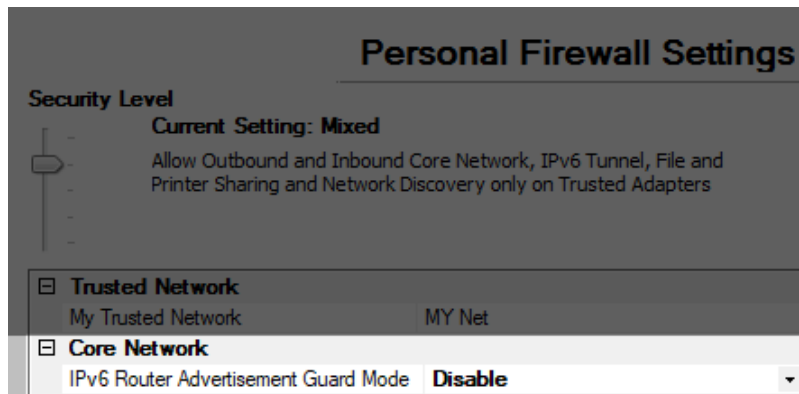 Personal Firewall Settings
Security Level
Current Setting: Mixed
Allow Outbound and Inbound Core Network, IPv6 Tunnel, File and
Printer Sharing and Network Discovery only on Trusted Adapters
Trusted Network
My Trusted Network MY Net
Core Network
IPv6 Router Advertisement Guard Mode Disable